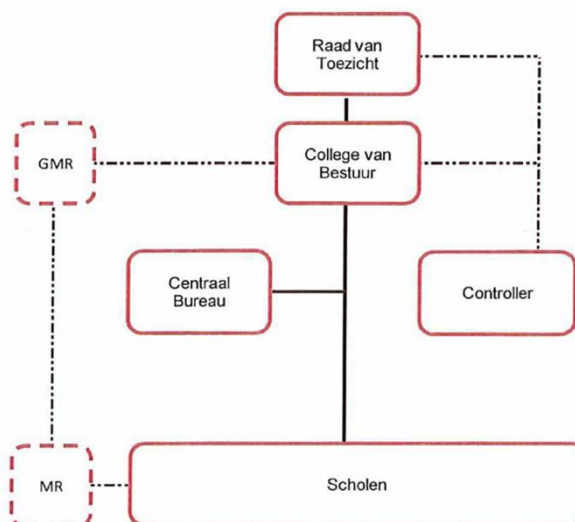 Raad van
Toezicht
GMR
College van
Bestuur
Centraal
Bureau
Controller
MR
Scholen